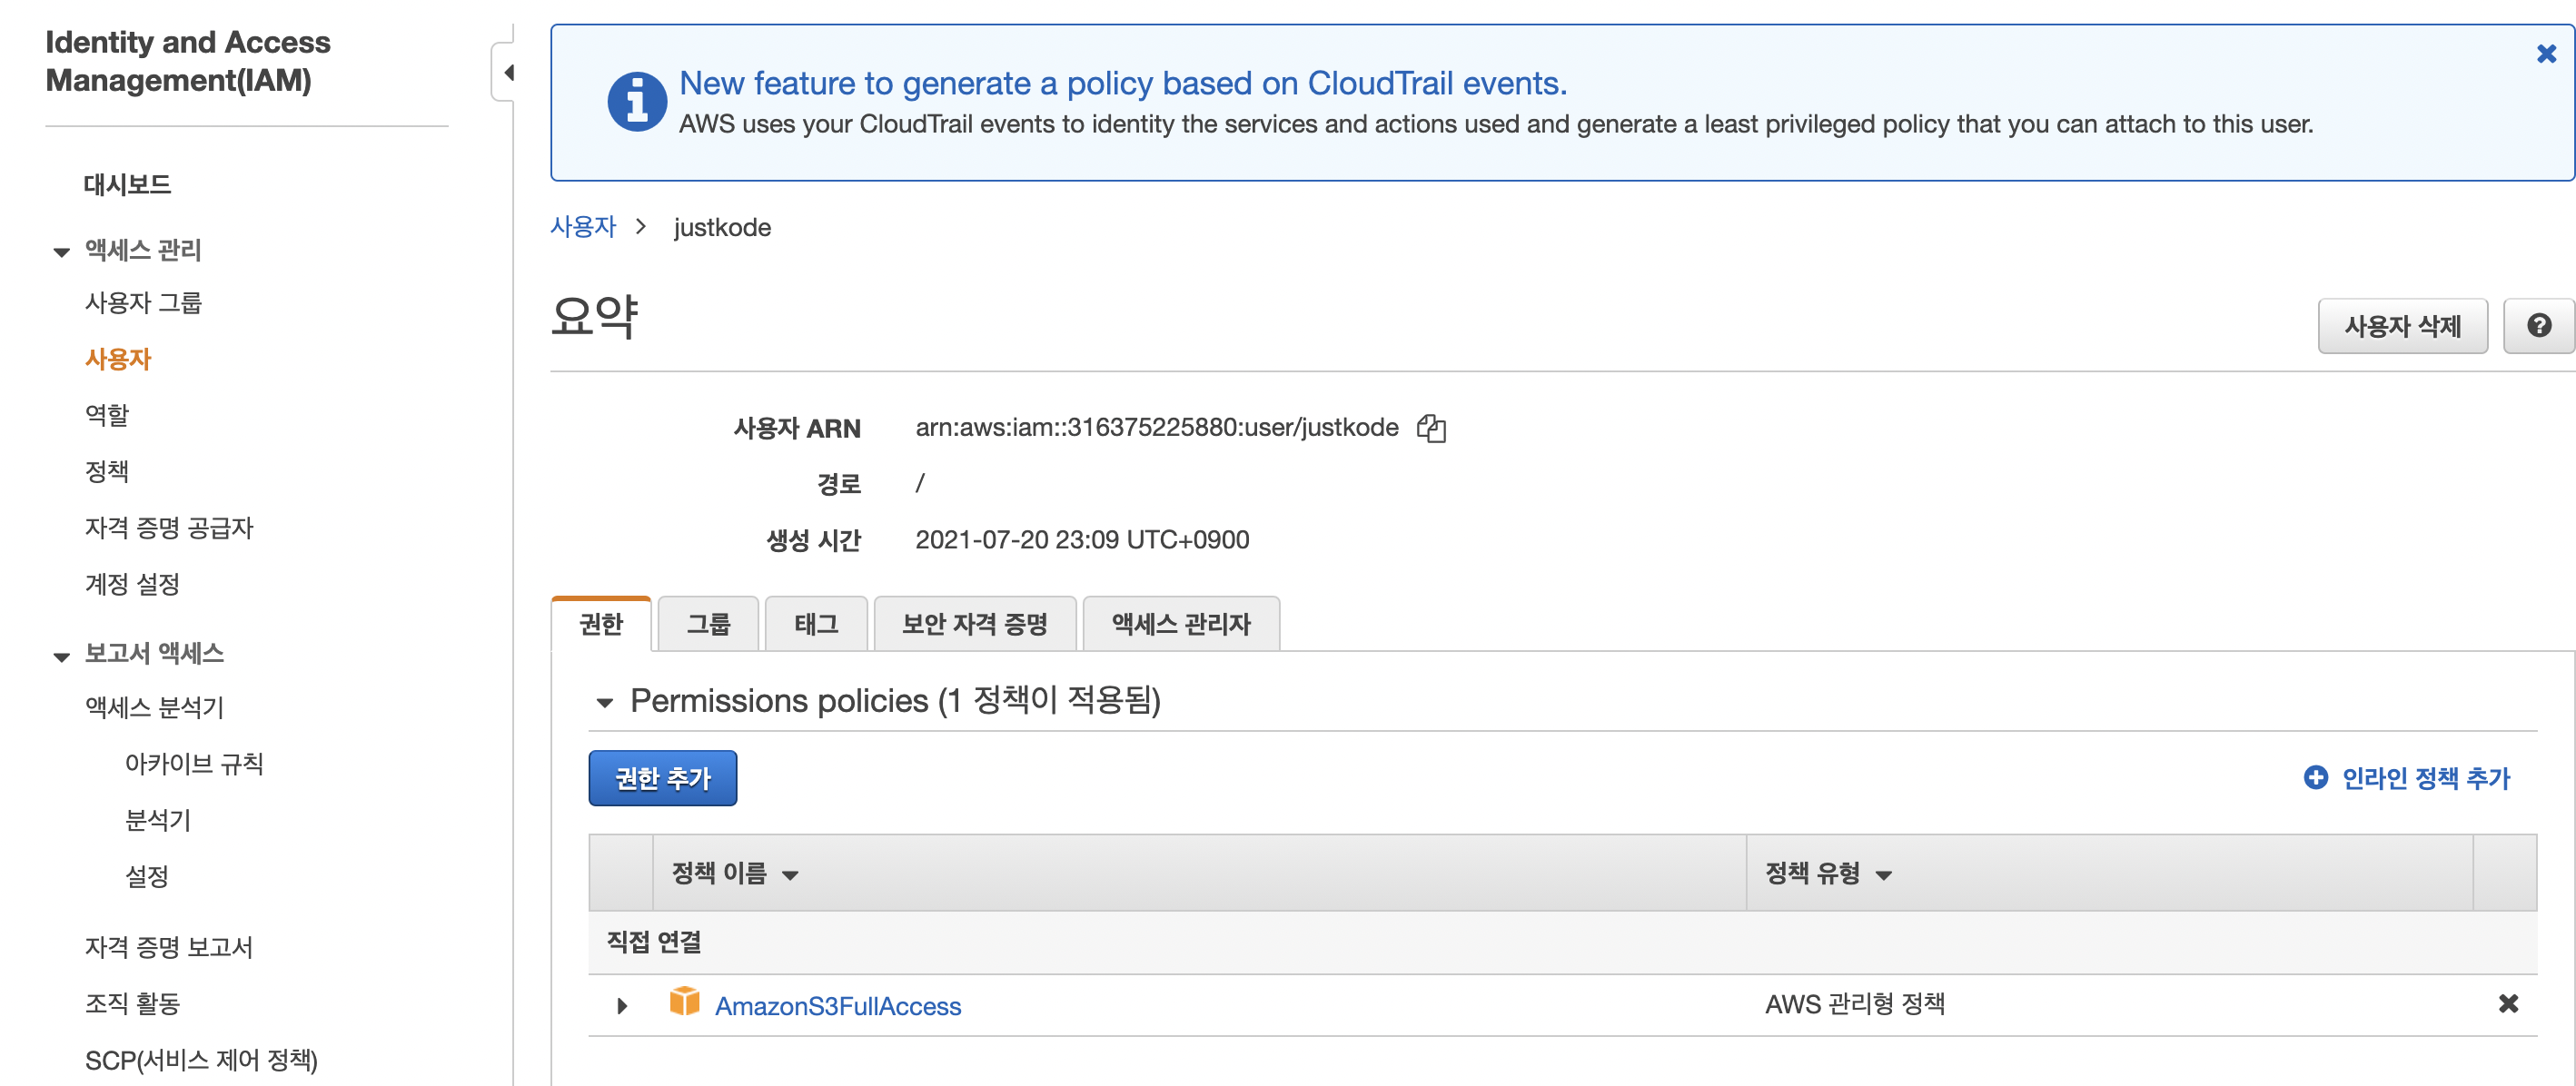 Identity and Access
Management(IAM)
대시보드
액세스 관리
사용자 그룹
사용자
역할
정책
자격 증명 공급자
계정 설정
보고서 액세스
액세스 분석기
아카이브 규칙
분석기
설정
자격 증명 보고서
조직 활동
SCP(서비스 제어 정책)
New feature to generate a policy based on CloudTrail events.
AWS uses your CloudTrail events to identity the services and actions used and generate a least privileged policy that you can attach to this user.
사용자 > justkode
요약
사용자 삭제
사용자 ARN arn:aws:iam::316375225880:user/justkode
경로 /
생성 시간 2021-07-20 23:09 UTC+0900
권한 그룹 태그 보안 자격 증명 액세스 관리자
Permissions policies (1 정책이 적용됨)
권한 추가 인라인 정책 추가
정책 이름 정책 유형
직접 연결
AmazonS3FullAccess AWS 관리형 정책